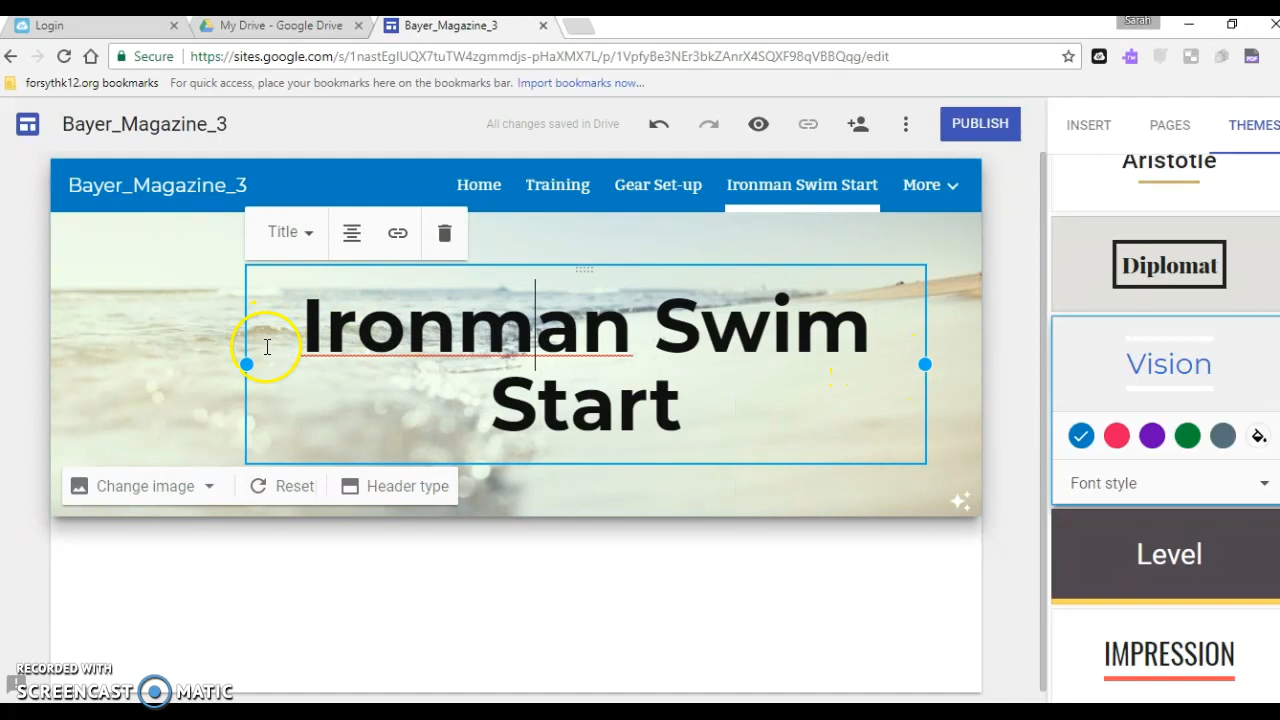 Login
My Drive - Google Drive
Bayer_Magazine_3
Sarah
Secure https://sites.google.com/s/1nastEgIUQX7tuTW4zgmmdjs-pHaXMX7L/p/1VpfyBe3NEr3bkZAnrX4SQXF98qVBBQqg/edit
forsythk12.org bookmarks For quick access, place your bookmarks here on the bookmarks bar. Import bookmarks now...
Bayer_Magazine_3
All changes saved in Drive
PUBLISH
INSERT PAGES THEMES
Bayer_Magazine_3
Home Training Gear Set-up Ironman Swim Start More
Title
Ironman Swim
Start
Change image Reset Header type
Aristotle
Diplomat
Vision
Font style
Level
IMPRESSION
RECORDED WITH
SCREENCAST MATIC